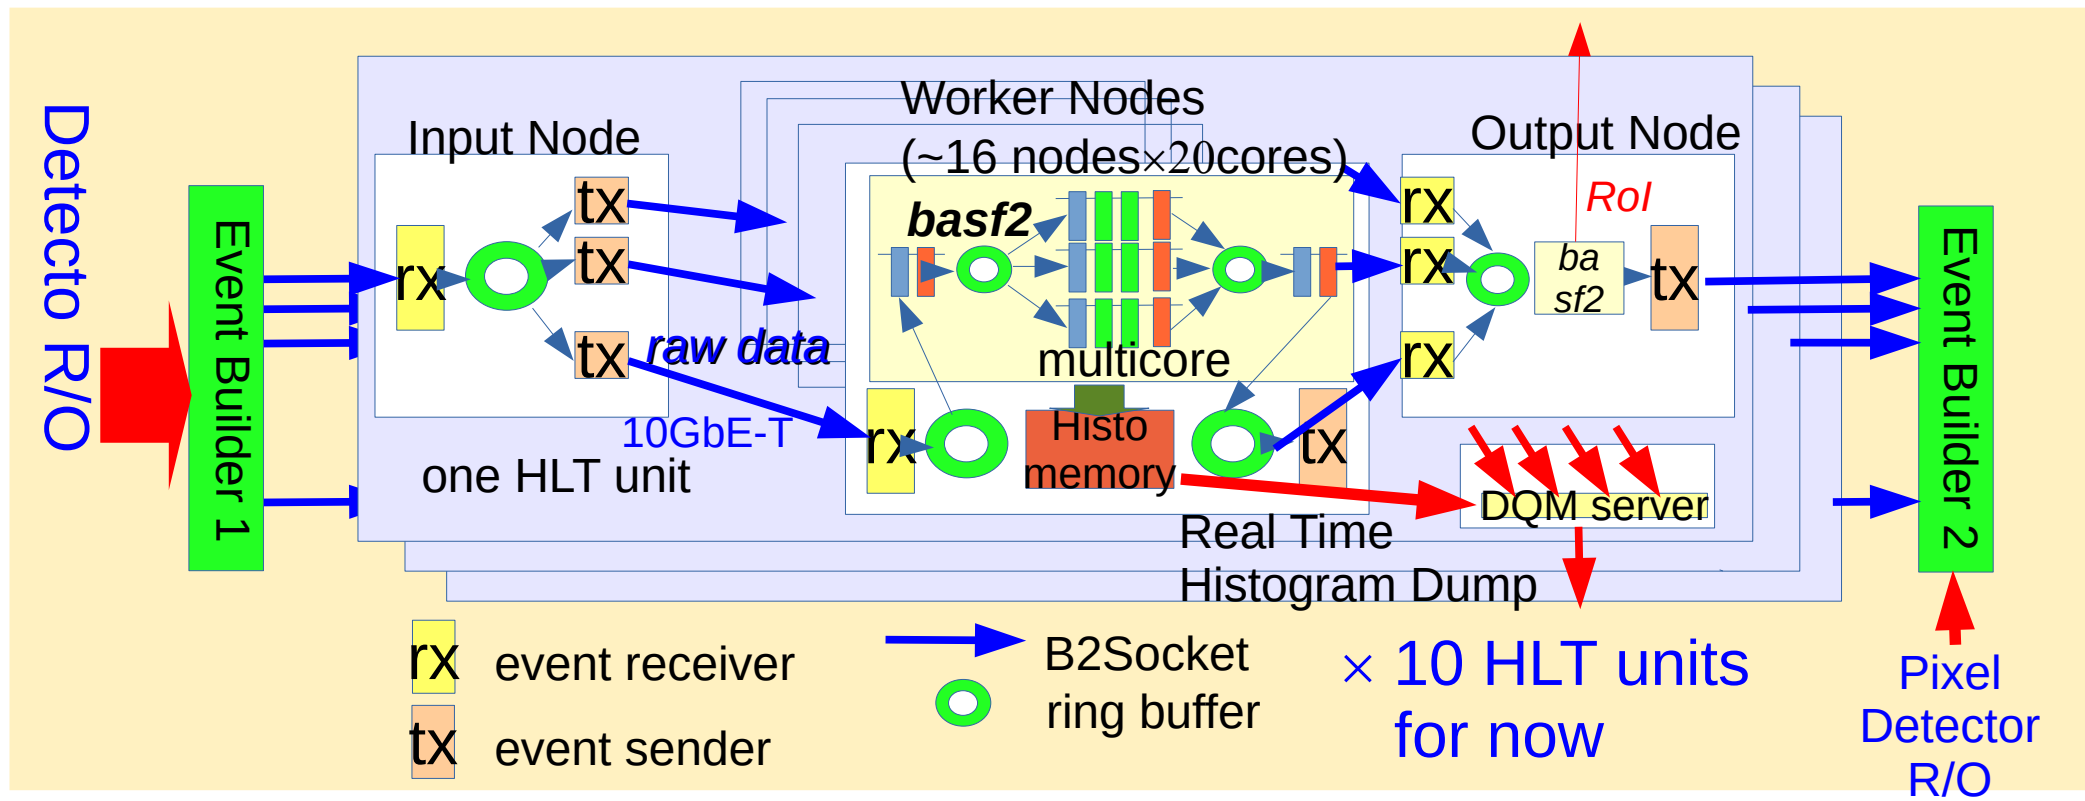 Detecto R/O
Event Builder 1
Input Node
rx
tx
tx
tx
raw data
10GbE-T
one HLT unit
Worker Nodes
(~16 nodes×20cores)
basf2
multicore
rx
Histo
memory
tx
Output Node
rx
rx
rx
RoI
ba
sf2
tx
DQM server
Real Time
Histogram Dump
Event Builder 2
rx event receiver
tx event sender
B2Socket
ring buffer
× 10 HLT units
for now
Pixel
Detector
R/O